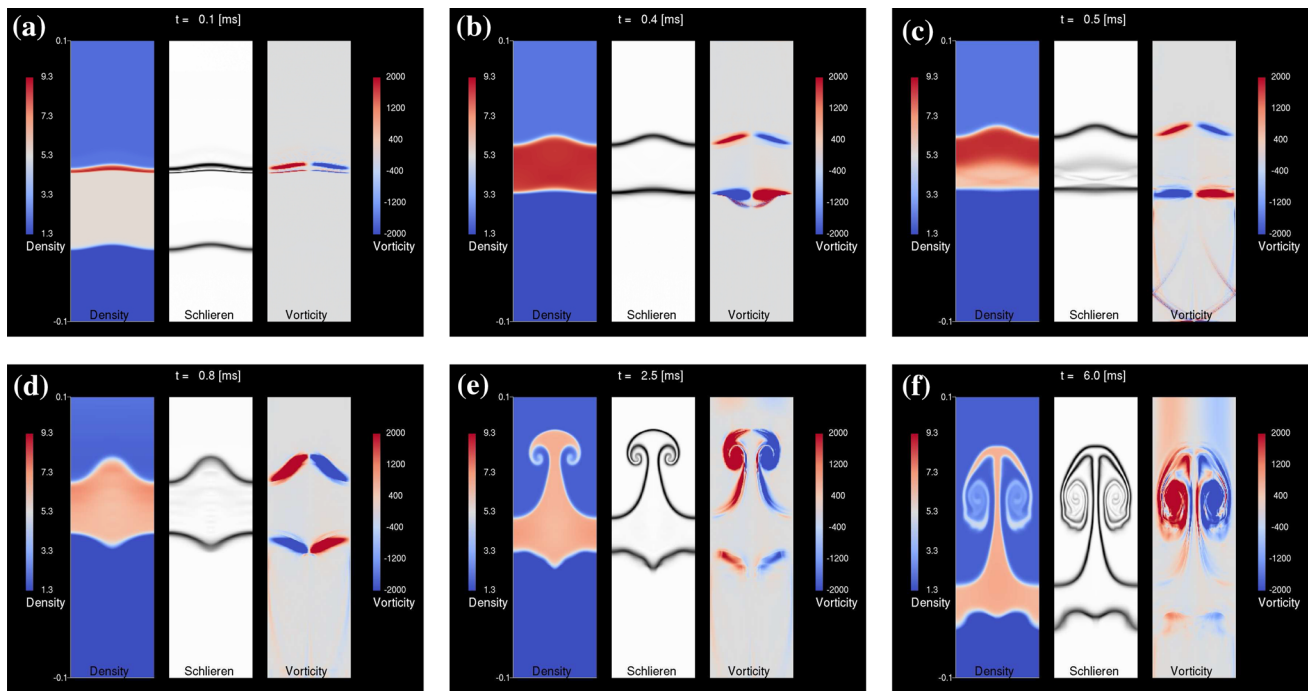 (a)
t = 0.1 [ms]
0.1
9.3
7.3
5.3
3.3
1.3
Density
-0.1
Density
Schlieren
Vorticity
2000
1200
400
-400
-1200
-2000
Vorticity
(b)
t = 0.4 [ms]
0.1
9.3
7.3
5.3
3.3
1.3
Density
-0.1
Density
Schlieren
Vorticity
2000
1200
400
-400
-1200
-2000
Vorticity
(c)
t = 0.5 [ms]
0.1
9.3
7.3
5.3
3.3
1.3
Density
-0.1
Density
Schlieren
Vorticity
2000
1200
400
-400
-1200
-2000
Vorticity
(d)
t = 0.8 [ms]
0.1
9.3
7.3
5.3
3.3
1.3
Density
-0.1
Density
Schlieren
Vorticity
2000
1200
400
-400
-1200
-2000
Vorticity
(e)
t = 2.5 [ms]
0.1
9.3
7.3
5.3
3.3
1.3
Density
-0.1
Density
Schlieren
Vorticity
2000
1200
400
-400
-1200
-2000
Vorticity
(f)
t = 6.0 [ms]
0.1
9.3
7.3
5.3
3.3
1.3
Density
-0.1
Density
Schlieren
Vorticity
2000
1200
400
-400
-1200
-2000
Vorticity